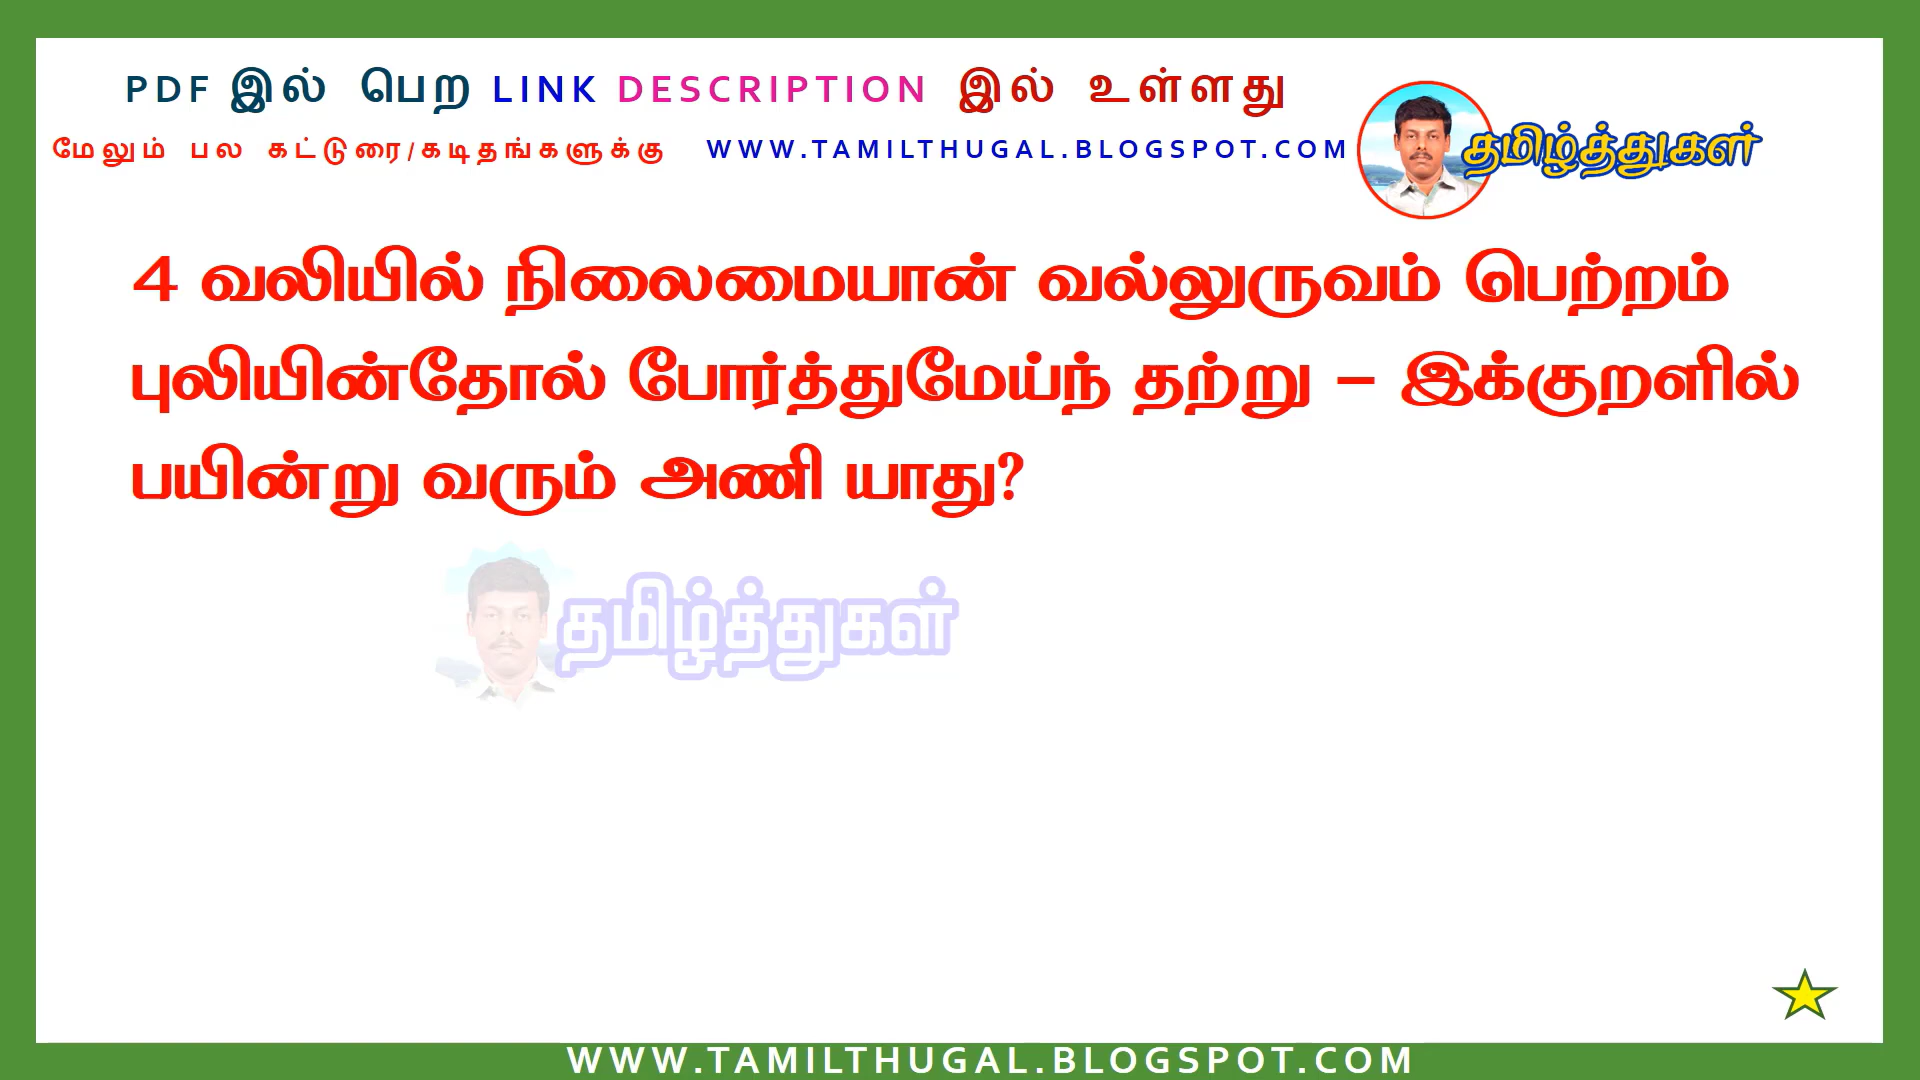 PDF இல் பெற LINK DESCRIPTION இல் உள்ளது
மேலும் பல கட்டுரை/கடிதங்களுக்கு WWW.TAMILTHUGAL.BLOGSPOT.COM
தமிழ்த்துகள்
4 வலியில் நிலைமையான் வல்லுருவம் பெற்றம்
புலியின்தோல் போர்த்துமேய்ந் தற்று – இக்குறளில்
பயின்று வரும் அணி யாது?
தமிழ்த்துகள்
WWW.TAMILTHUGAL.BLOGSPOT.COM